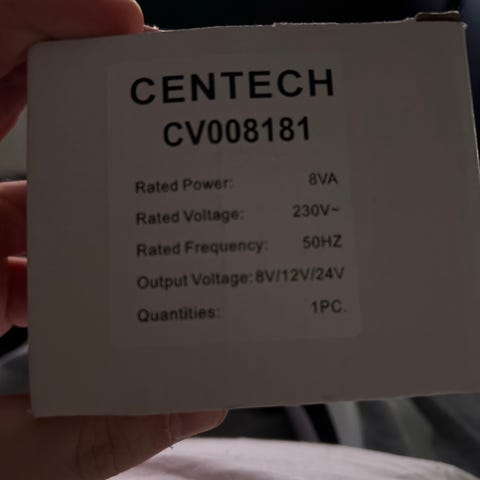 CENTECH
CV008181
Rated Power: 8VA
Rated Voltage: 230V~
Rated Frequency: 50HZ
Output Voltage: 8V/12V/24V
Quantities: 1PC.